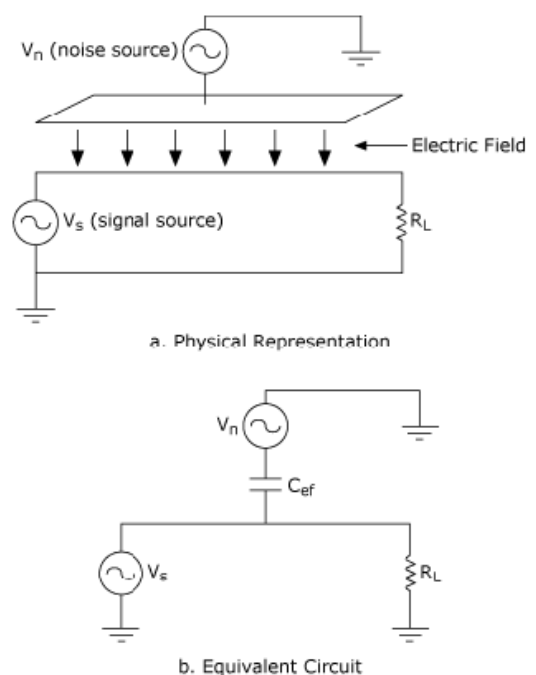 Vn (noise source)
Electric Field
Vs (signal source)
RL
a. Physical Representation
Vn
Cef
Vs
RL
b. Equivalent Circuit